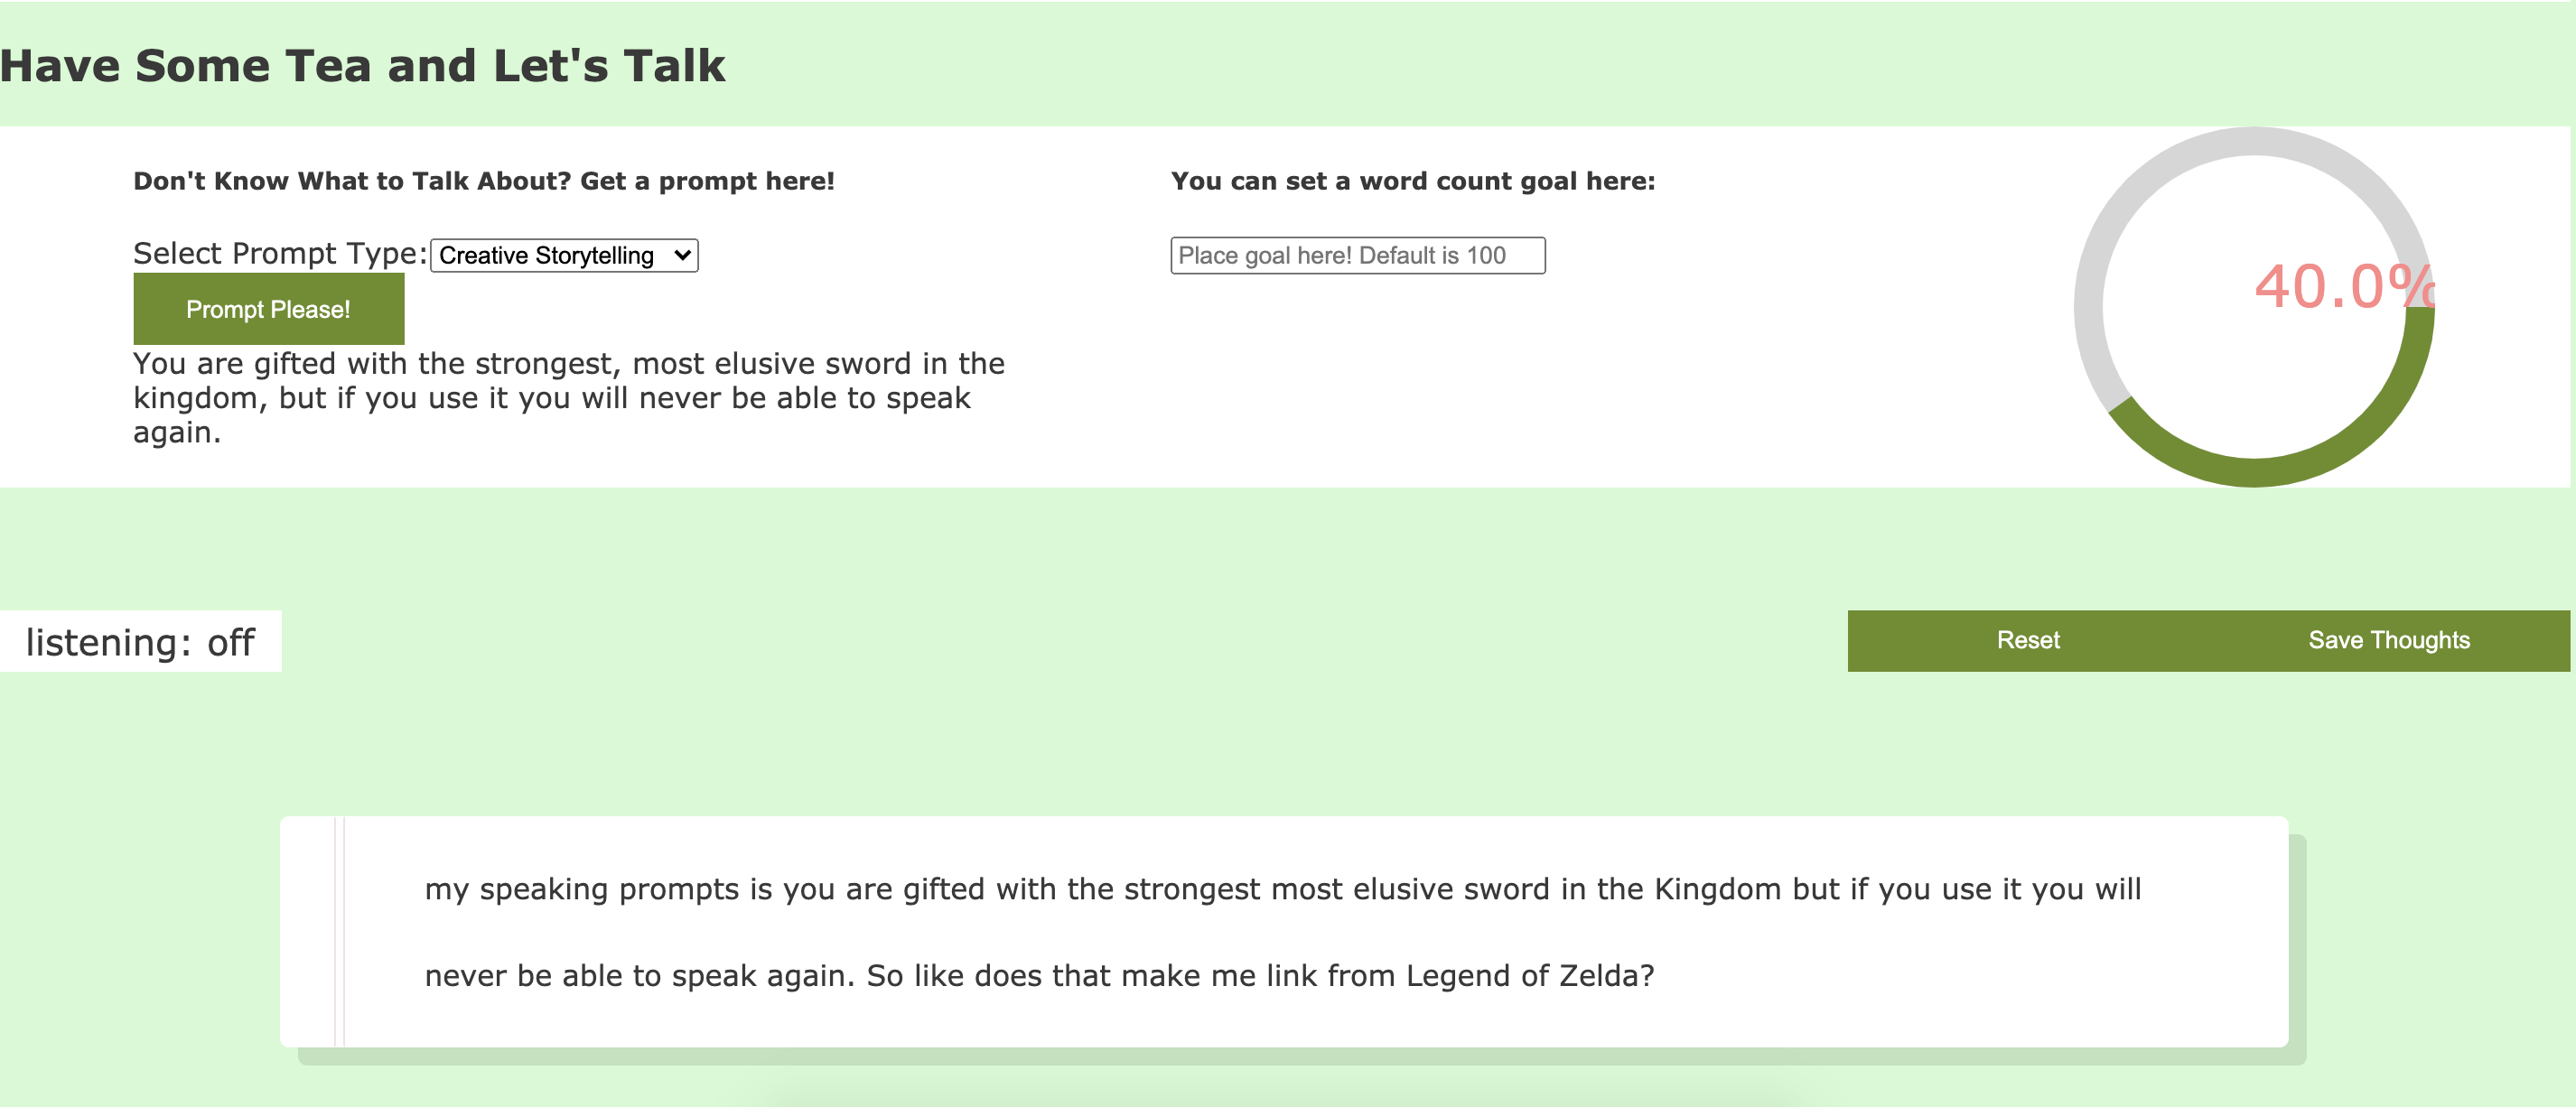 Have Some Tea and Let's Talk
Don't Know What to Talk About? Get a prompt here!
Select Prompt Type: Creative Storytelling
Prompt Please!
You are gifted with the strongest, most elusive sword in the
kingdom, but if you use it you will never be able to speak
again.
You can set a word count goal here:
Place goal here! Default is 100
40.0%
listening: off
Reset
Save Thoughts
my speaking prompts is you are gifted with the strongest most elusive sword in the Kingdom but if you use it you will
never be able to speak again. So like does that make me link from Legend of Zelda?